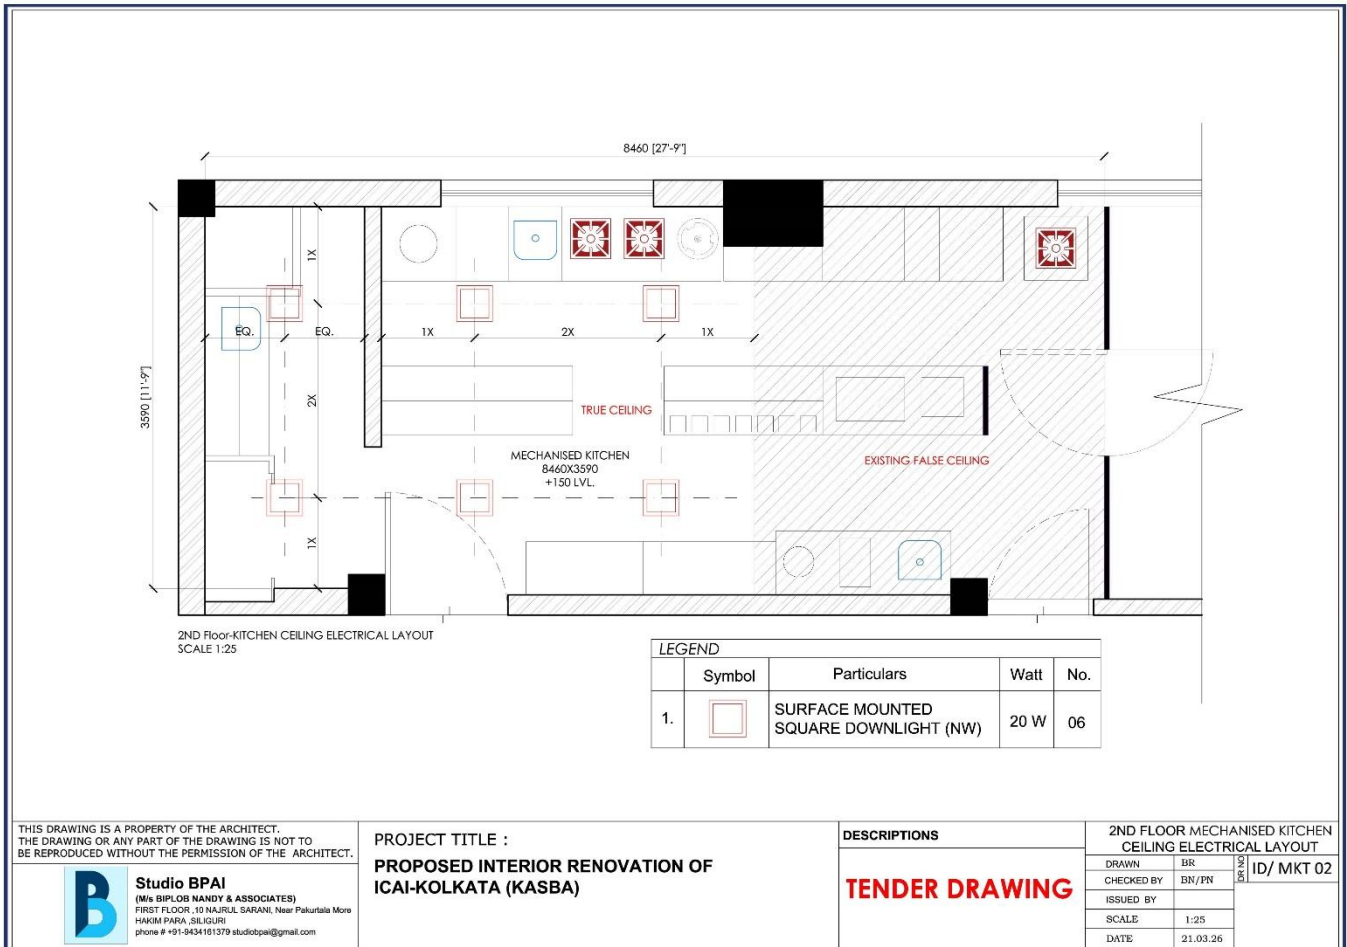 8460 [27'-9"]
3590 [11'-9"]
1X
EQ.
EQ.
1X
2X
1X
2X
1X
TRUE CEILING
MECHANISED KITCHEN
8460X3590
+150 LVL.
EXISTING FALSE CEILING
2ND Floor-KITCHEN CEILING ELECTRICAL LAYOUT
SCALE 1:25
LEGEND
Symbol Particulars Watt No.
1. SURFACE MOUNTED
SQUARE DOWNLIGHT (NW) 20 W 06
THIS DRAWING IS A PROPERTY OF THE ARCHITECT.
THE DRAWING OR ANY PART OF THE DRAWING IS NOT TO
BE REPRODUCED WITHOUT THE PERMISSION OF THE ARCHITECT.
Studio BPAI
(M/s BIPLOB NANDY & ASSOCIATES)
FIRST FLOOR ,10 NAJRUL SARANI, Near Pakurtala More
HAKIM PARA ,SILIGURI
phone # +91-9434161379 studiobpai@gmail.com
PROJECT TITLE :
PROPOSED INTERIOR RENOVATION OF
ICAI-KOLKATA (KASBA)
DESCRIPTIONS
TENDER DRAWING
2ND FLOOR MECHANISED KITCHEN
CEILING ELECTRICAL LAYOUT
DRAWN BR
CHECKED BY BN/PN
ISSUED BY
SCALE 1:25
DATE 21.03.26
DR NO ID/ MKT 02